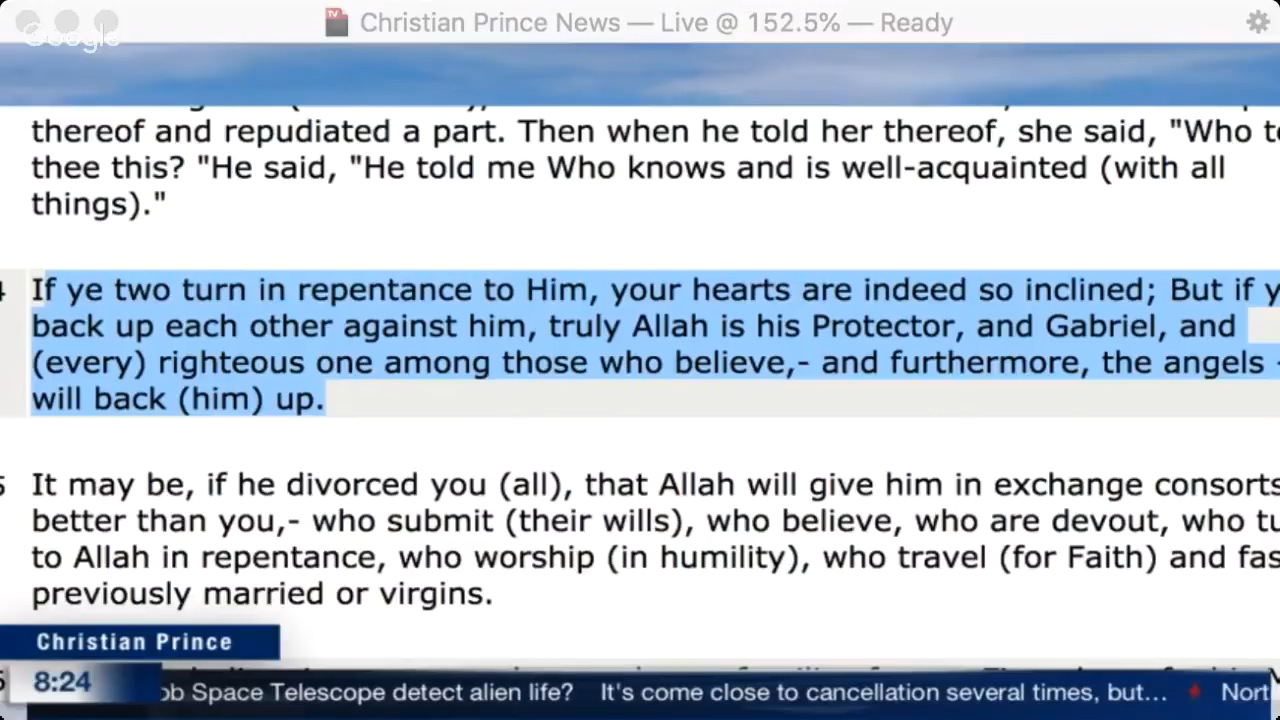 Christian Prince News — Live @ 152.5% — Ready
Google
thereof and repudiated a part. Then when he told her thereof, she said, "Who
thee this? "He said, "He told me Who knows and is well-acquainted (with all
things)."
If ye two turn in repentance to Him, your hearts are indeed so inclined; But if
back up each other against him, truly Allah is his Protector, and Gabriel, and
(every) righteous one among those who believe,- and furthermore, the angels -
will back (him) up.
It may be, if he divorced you (all), that Allah will give him in exchange consorts
better than you,- who submit (their wills), who believe, who are devout, who
to Allah in repentance, who worship (in humility), who travel (for Faith) and
previously married or virgins.
Christian Prince
8:24
Space Telescope detect alien life? It's come close to cancellation several times, but...